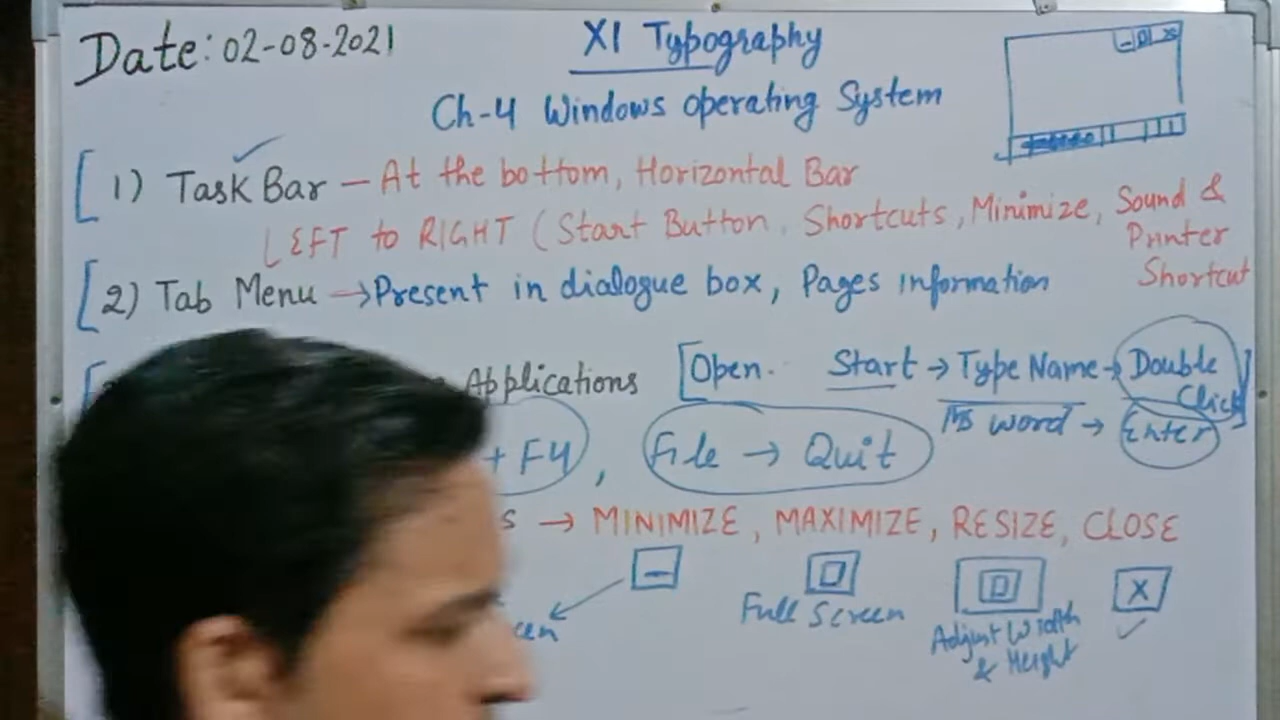 Date: 02-08-2021
XI Typography
Ch-4 Windows operating System
1) Task Bar - At the bottom, Horizontal Bar
LEFT to RIGHT (Start Button, Shortcuts, Minimize, Sound & Printer Shortcut
2) Tab Menu → Present in dialogue box, Pages information
Applications [Open. Start → Type Name → Double Click]
MS word → Enter
+ F4, File → Quit
s → MINIMIZE, MAXIMIZE, RESIZE, CLOSE
Full Screen
Adjust Width & Height
X